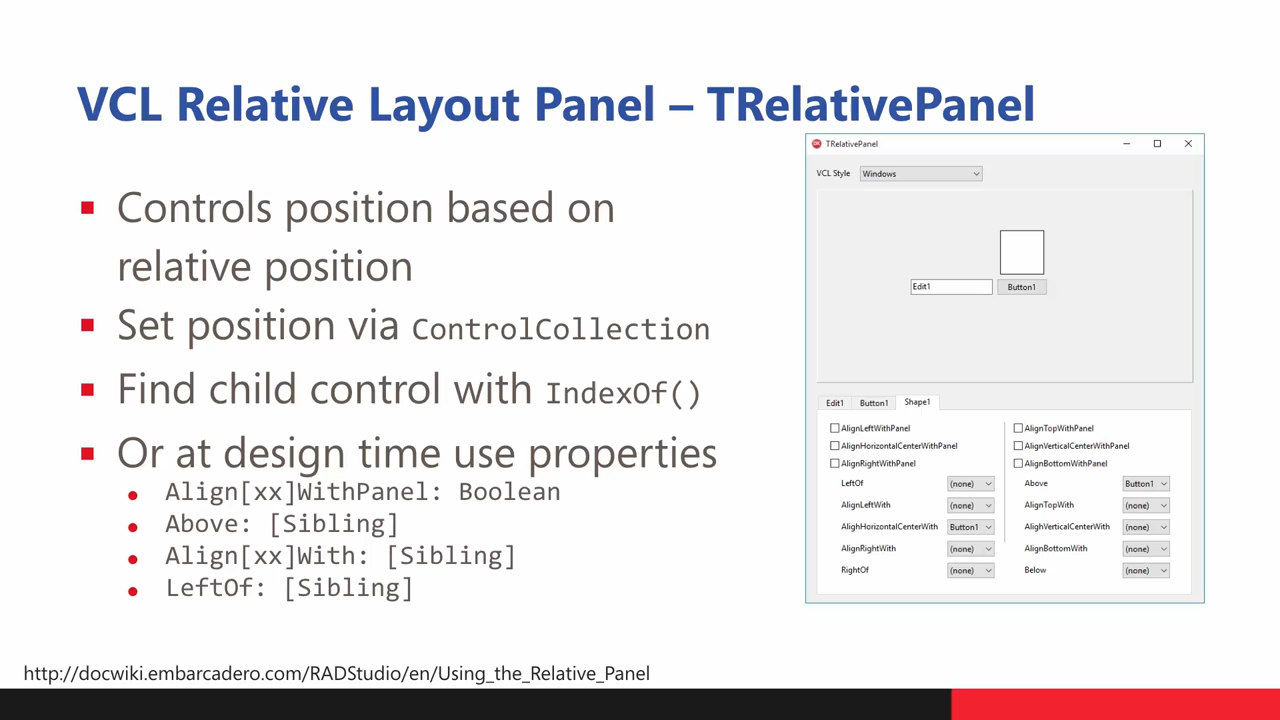 VCL Relative Layout Panel – TRelativePanel
Controls position based on
relative position
Set position via ControlCollection
Find child control with IndexOf()
Or at design time use properties
Align[xx]WithPanel: Boolean
Above: [Sibling]
Align[xx]With: [Sibling]
LeftOf: [Sibling]
TRelativePanel
VCL Style Windows
Edit1 Button1
Edit1 Button1 Shape1
AlignLeftWithPanel AlignTopWithPanel
AlignHorizontalCenterWithPanel AlignVerticalCenterWithPanel
AlignRightWithPanel AlignBottomWithPanel
LeftOf (none) Above Button1
AlignLeftWith (none) AlignTopWith (none)
AlighHorizontalCenterWith Button1 AlighVerticalCenterWith (none)
AlignRightWith (none) AlignBottomWith (none)
RightOf (none) Below (none)
http://docwiki.embarcadero.com/RADStudio/en/Using_the_Relative_Panel